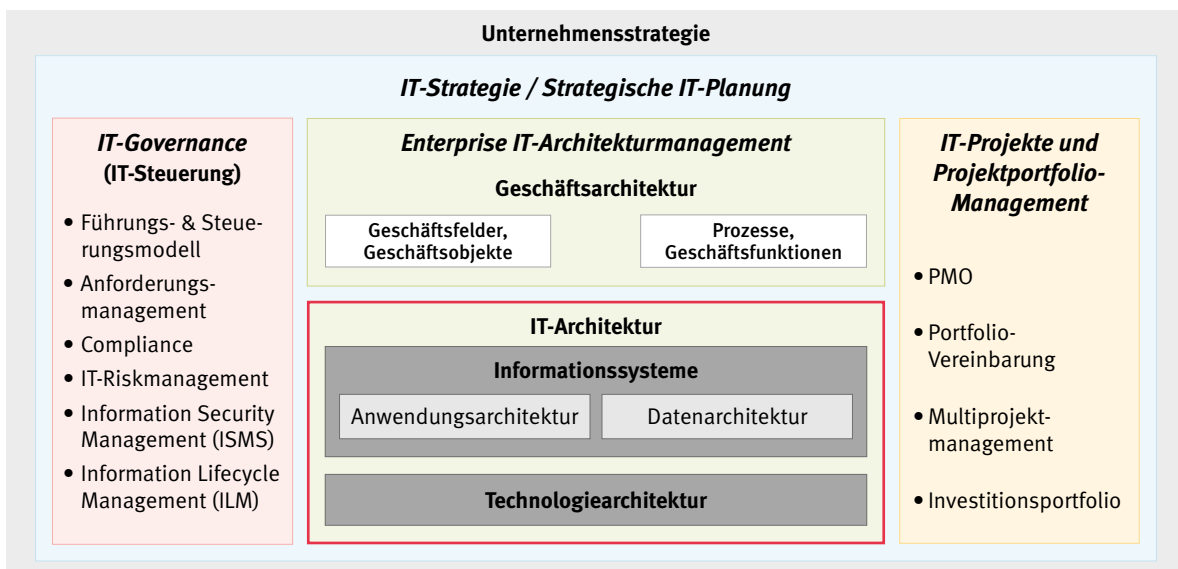 Unternehmensstrategie
IT-Strategie / Strategische IT-Planung
IT-Governance
(IT-Steuerung)
• Führungs- & Steue-
rungsmodell
• Anforderungs-
management
• Compliance
• IT-Riskmanagement
• Information Security
Management (ISMS)
• Information Lifecycle
Management (ILM)
Enterprise IT-Architekturmanagement
Geschäftsarchitektur
Geschäftsfelder,
Geschäftsobjekte
Prozesse,
Geschäftsfunktionen
IT-Architektur
Informationssysteme
Anwendungsarchitektur
Datenarchitektur
Technologiearchitektur
IT-Projekte und
Projektportfolio-
Management
• PMO
• Portfolio-
Vereinbarung
• Multiprojekt-
management
• Investitionsportfolio